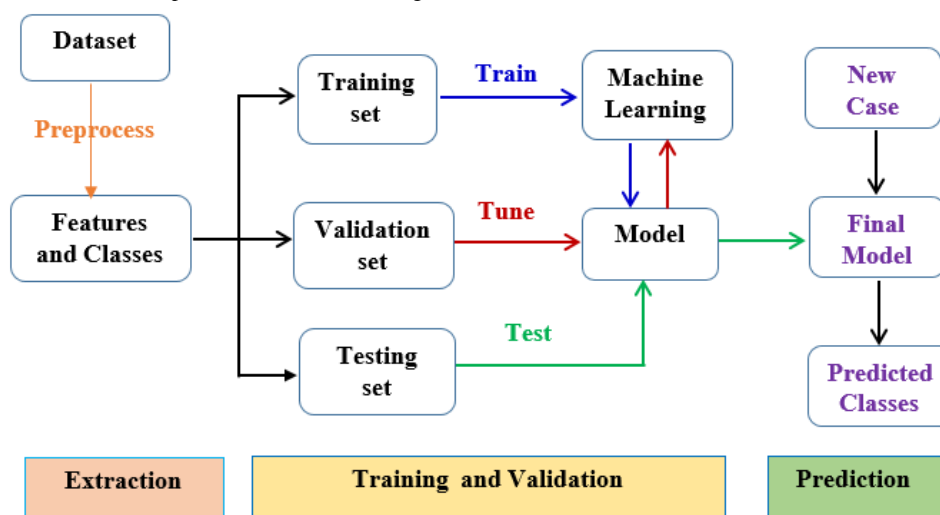 Dataset
Preprocess
Features
and Classes
Training
set
Train
Machine
Learning
Validation
set
Tune
Model
Testing
set
Test
New
Case
Final
Model
Predicted
Classes
Extraction
Training and Validation
Prediction